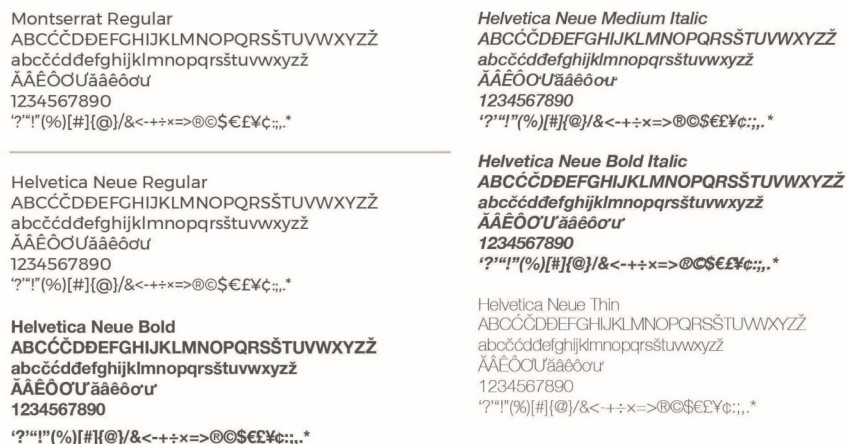 Montserrat Regular
ABCĆČDĐEFGHIJKLMNOPQRSŠTUVWXYZŽ
abcčćdđefghijklmnopqrsštuvwxyzž
ĂÂÊÔƠƯăâêôơư
1234567890
‘?’“!”(%)[#]{@}/&<-+÷×=>®©$€£¥¢:;,.*
Helvetica Neue Regular
ABCĆČDĐEFGHIJKLMNOPQRSŠTUVWXYZŽ
abcčćdđefghijklmnopqrsštuvwxyzž
ĂÂÊÔƠƯăâêôơư
1234567890
‘?’“!”(%)[#]{@}/&<-+÷×=>®©$€£¥¢:;,.*
Helvetica Neue Bold
ABCĆČDĐEFGHIJKLMNOPQRSŠTUVWXYZŽ
abcčćdđefghijklmnopqrsštuvwxyzž
ĂÂÊÔƠƯăâêôơư
1234567890
‘?’“!”(%)[#]{@}/&<-+÷×=>®©$€£¥¢:;,.*
Helvetica Neue Medium Italic
ABCĆČDĐEFGHIJKLMNOPQRSŠTUVWXYZŽ
abcčćdđefghijklmnopqrsštuvwxyzž
ĂÂÊÔƠƯăâêôơư
1234567890
‘?’“!”(%)[#]{@}/&<-+÷×=>®©$€£¥¢:;,.*
Helvetica Neue Bold Italic
ABCĆČDĐEFGHIJKLMNOPQRSŠTUVWXYZŽ
abcčćdđefghijklmnopqrsštuvwxyzž
ĂÂÊÔƠƯăâêôơư
1234567890
‘?’“!”(%)[#]{@}/&<-+÷×=>®©$€£¥¢:;,.*
Helvetica Neue Thin
ABCĆČDĐEFGHIJKLMNOPQRSŠTUVWXYZŽ
abcčćdđefghijklmnopqrsštuvwxyzž
ĂÂÊÔƠƯăâêôơư
1234567890
‘?’“!”(%)[#]{@}/&<-+÷×=>®©$€£¥¢:;,.*